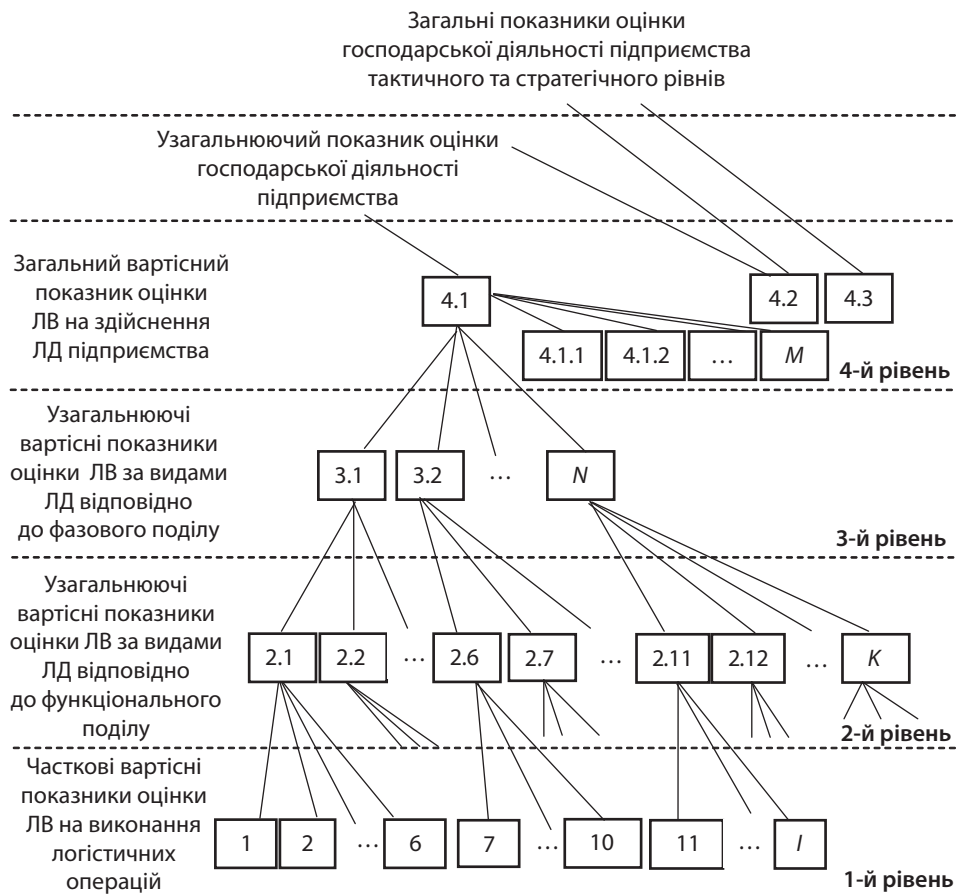 Загальні показники оцінки
господарської діяльності підприємства
тактичного та стратегічного рівнів
Узагальнюючий показник оцінки
господарської діяльності
підприємства
Загальний вартісний
показник оцінки
ЛВ на здійснення
ЛД підприємства
4.1
4.2
4.3
4.1.1
4.1.2
…
M
4-й рівень
Узагальнюючі
вартісні показники
оцінки ЛВ за видами
ЛД відповідно
до фазового поділу
3.1
3.2
…
N
3-й рівень
Узагальнюючі
вартісні показники
оцінки ЛВ за видами
ЛД відповідно
до функціонального
поділу
2.1
2.2
…
2.6
2.7
…
2.11
2.12
…
K
2-й рівень
Часткові вартісні
показники оцінки
ЛВ на виконання
логістичних
операцій
1
2
…
6
7
…
10
11
…
I
1-й рівень